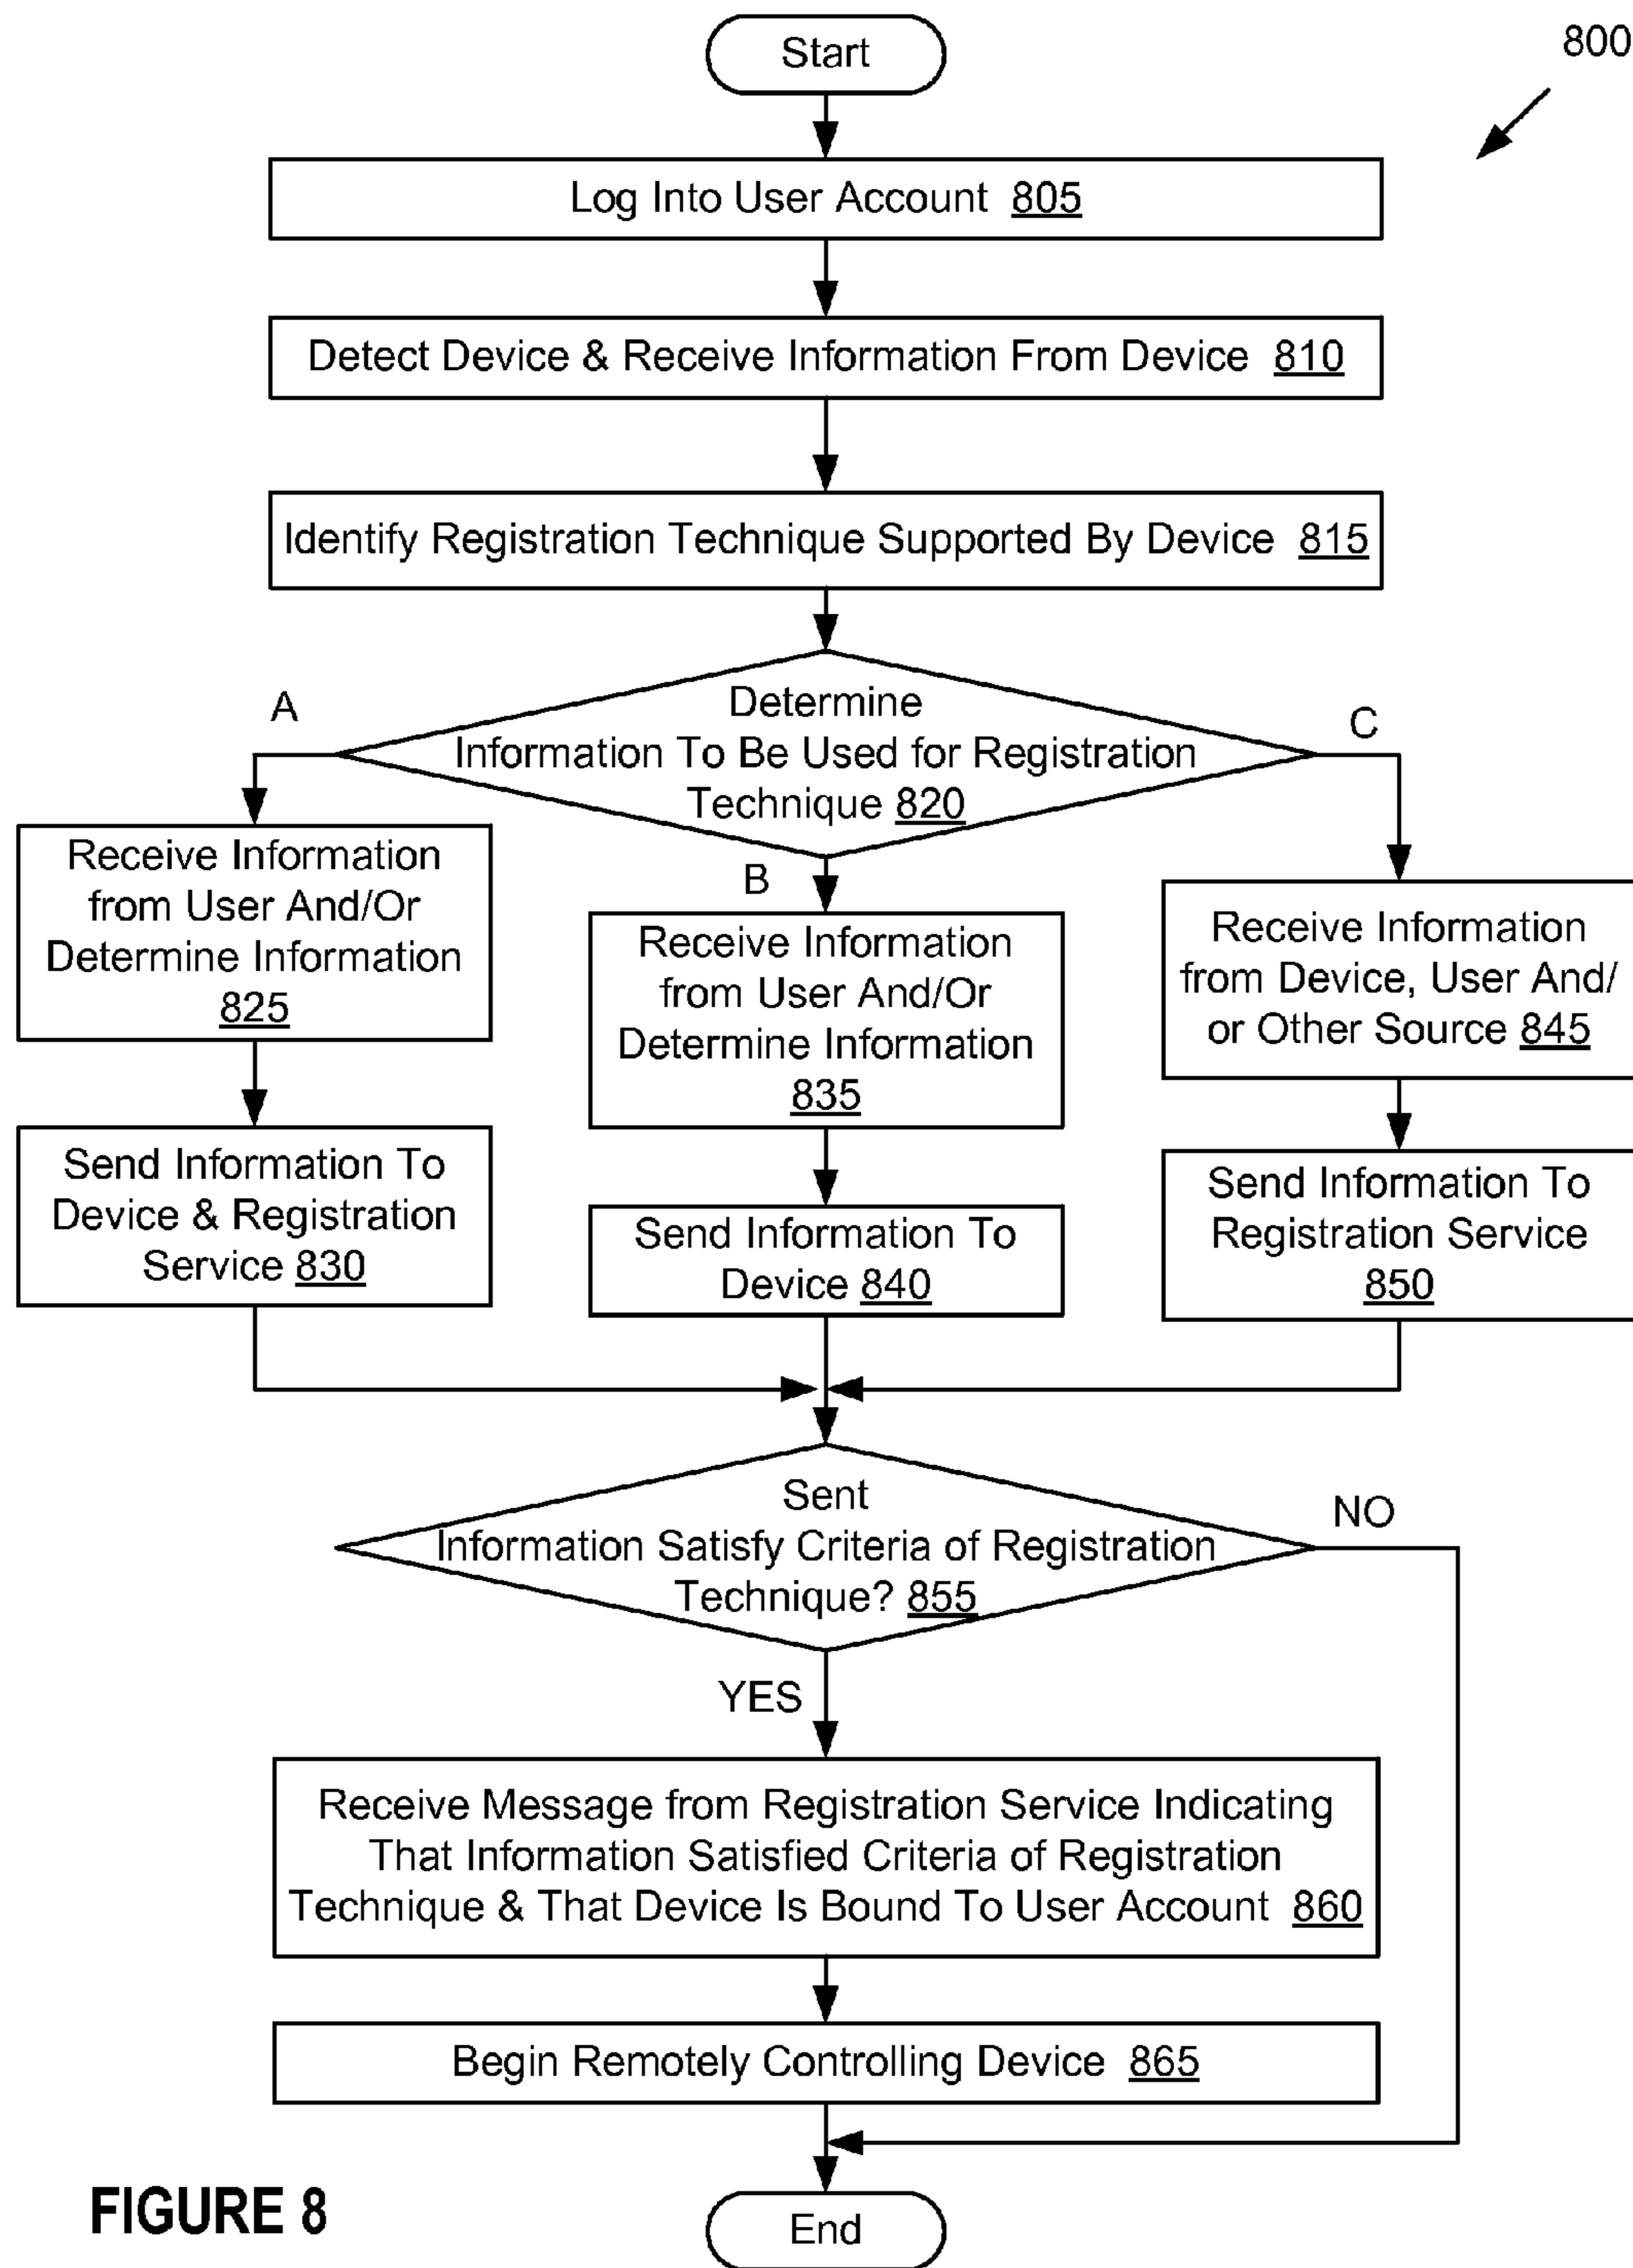 Start
800
Log Into User Account 805
Detect Device & Receive Information From Device 810
Identify Registration Technique Supported By Device 815
Determine
Information To Be Used for Registration
Technique 820
A
B
C
Receive Information
from User And/Or
Determine Information
825
Send Information To
Device & Registration
Service 830
Receive Information
from User And/Or
Determine Information
835
Send Information To
Device 840
Receive Information
from Device, User And/
or Other Source 845
Send Information To
Registration Service
850
Sent
Information Satisfy Criteria of Registration
Technique? 855
NO
YES
Receive Message from Registration Service Indicating
That Information Satisfied Criteria of Registration
Technique & That Device Is Bound To User Account 860
Begin Remotely Controlling Device 865
End
FIGURE 8